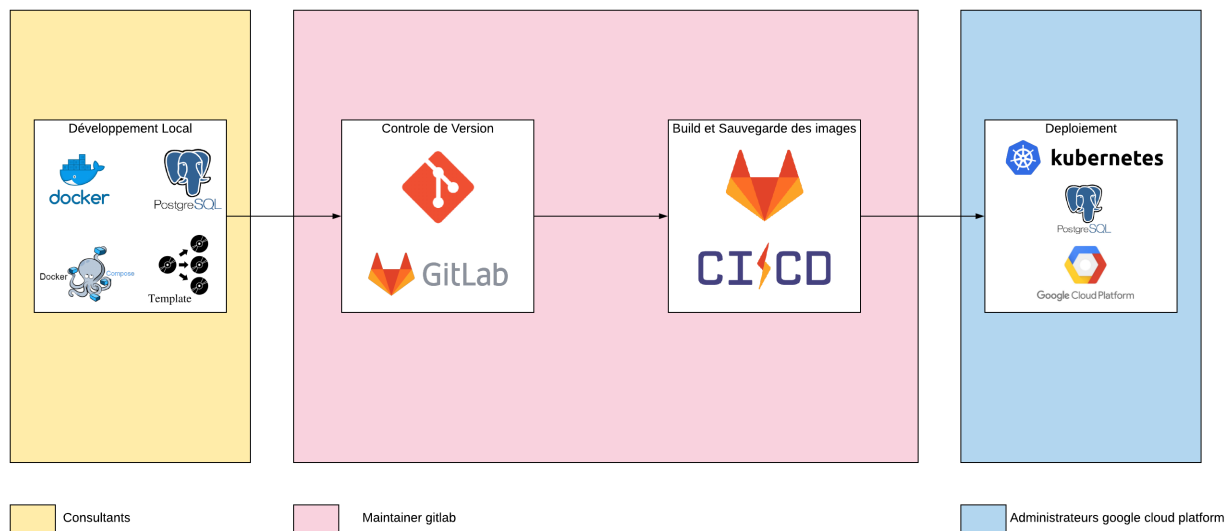 Développement Local
docker
PostgreSQL
Docker
Compose
Template
Controle de Version
GitLab
Build et Sauvegarde des images
CI/CD
Deploiement
kubernetes
PostgreSQL
Google Cloud Platform
Consultants
Maintainer gitlab
Administrateurs google cloud platform